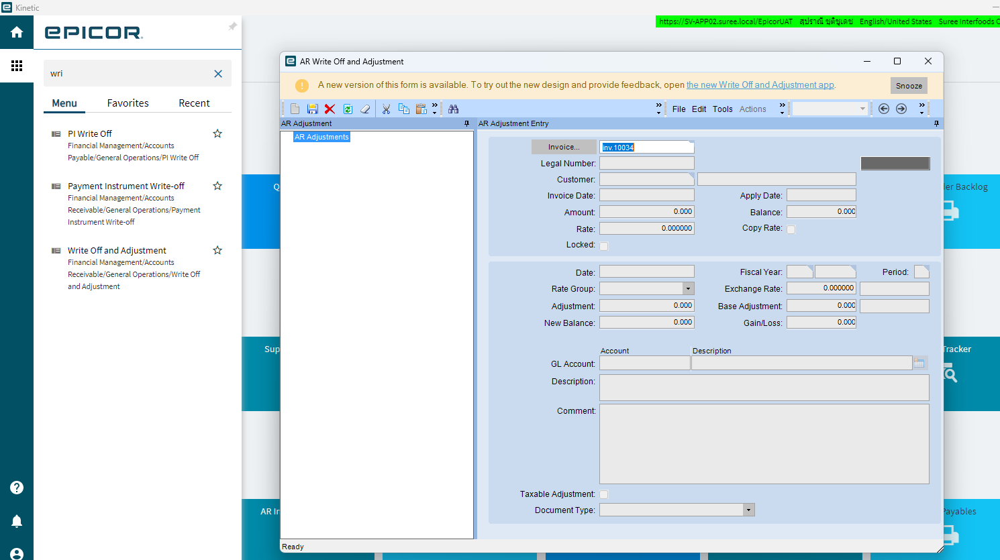 Kinetic
https://SV-APP02.suree.local/EpicorUAT สุปราณี ชุติชูเดช English/United States Suree Interfoods C
EPICOR
wri
Menu Favorites Recent
PI Write Off
Financial Management/Accounts
Payable/General Operations/PI Write Off
Payment Instrument Write-off
Financial Management/Accounts
Receivable/General Operations/Payment
Instrument Write-off
Write Off and Adjustment
Financial Management/Accounts
Receivable/General Operations/Write Off
and Adjustment
AR Write Off and Adjustment
A new version of this form is available. To try out the new design and provide feedback, open the new Write Off and Adjustment app.
Snooze
File Edit Tools Actions
AR Adjustment
AR Adjustments
AR Adjustment Entry
Invoice... inv.10034
Legal Number:
Customer:
Invoice Date: Apply Date:
Amount: 0.000 Balance: 0.000
Rate: 0.000000 Copy Rate:
Locked:
Date: Fiscal Year: Period:
Rate Group: Exchange Rate: 0.000000
Adjustment: 0.000 Base Adjustment: 0.000
New Balance: 0.000 Gain/Loss: 0.000
Account Description
GL Account:
Description:
Comment:
Taxable Adjustment:
Document Type:
Ready
Q
der Backlog
Sup
Tracker
AR In
Payables